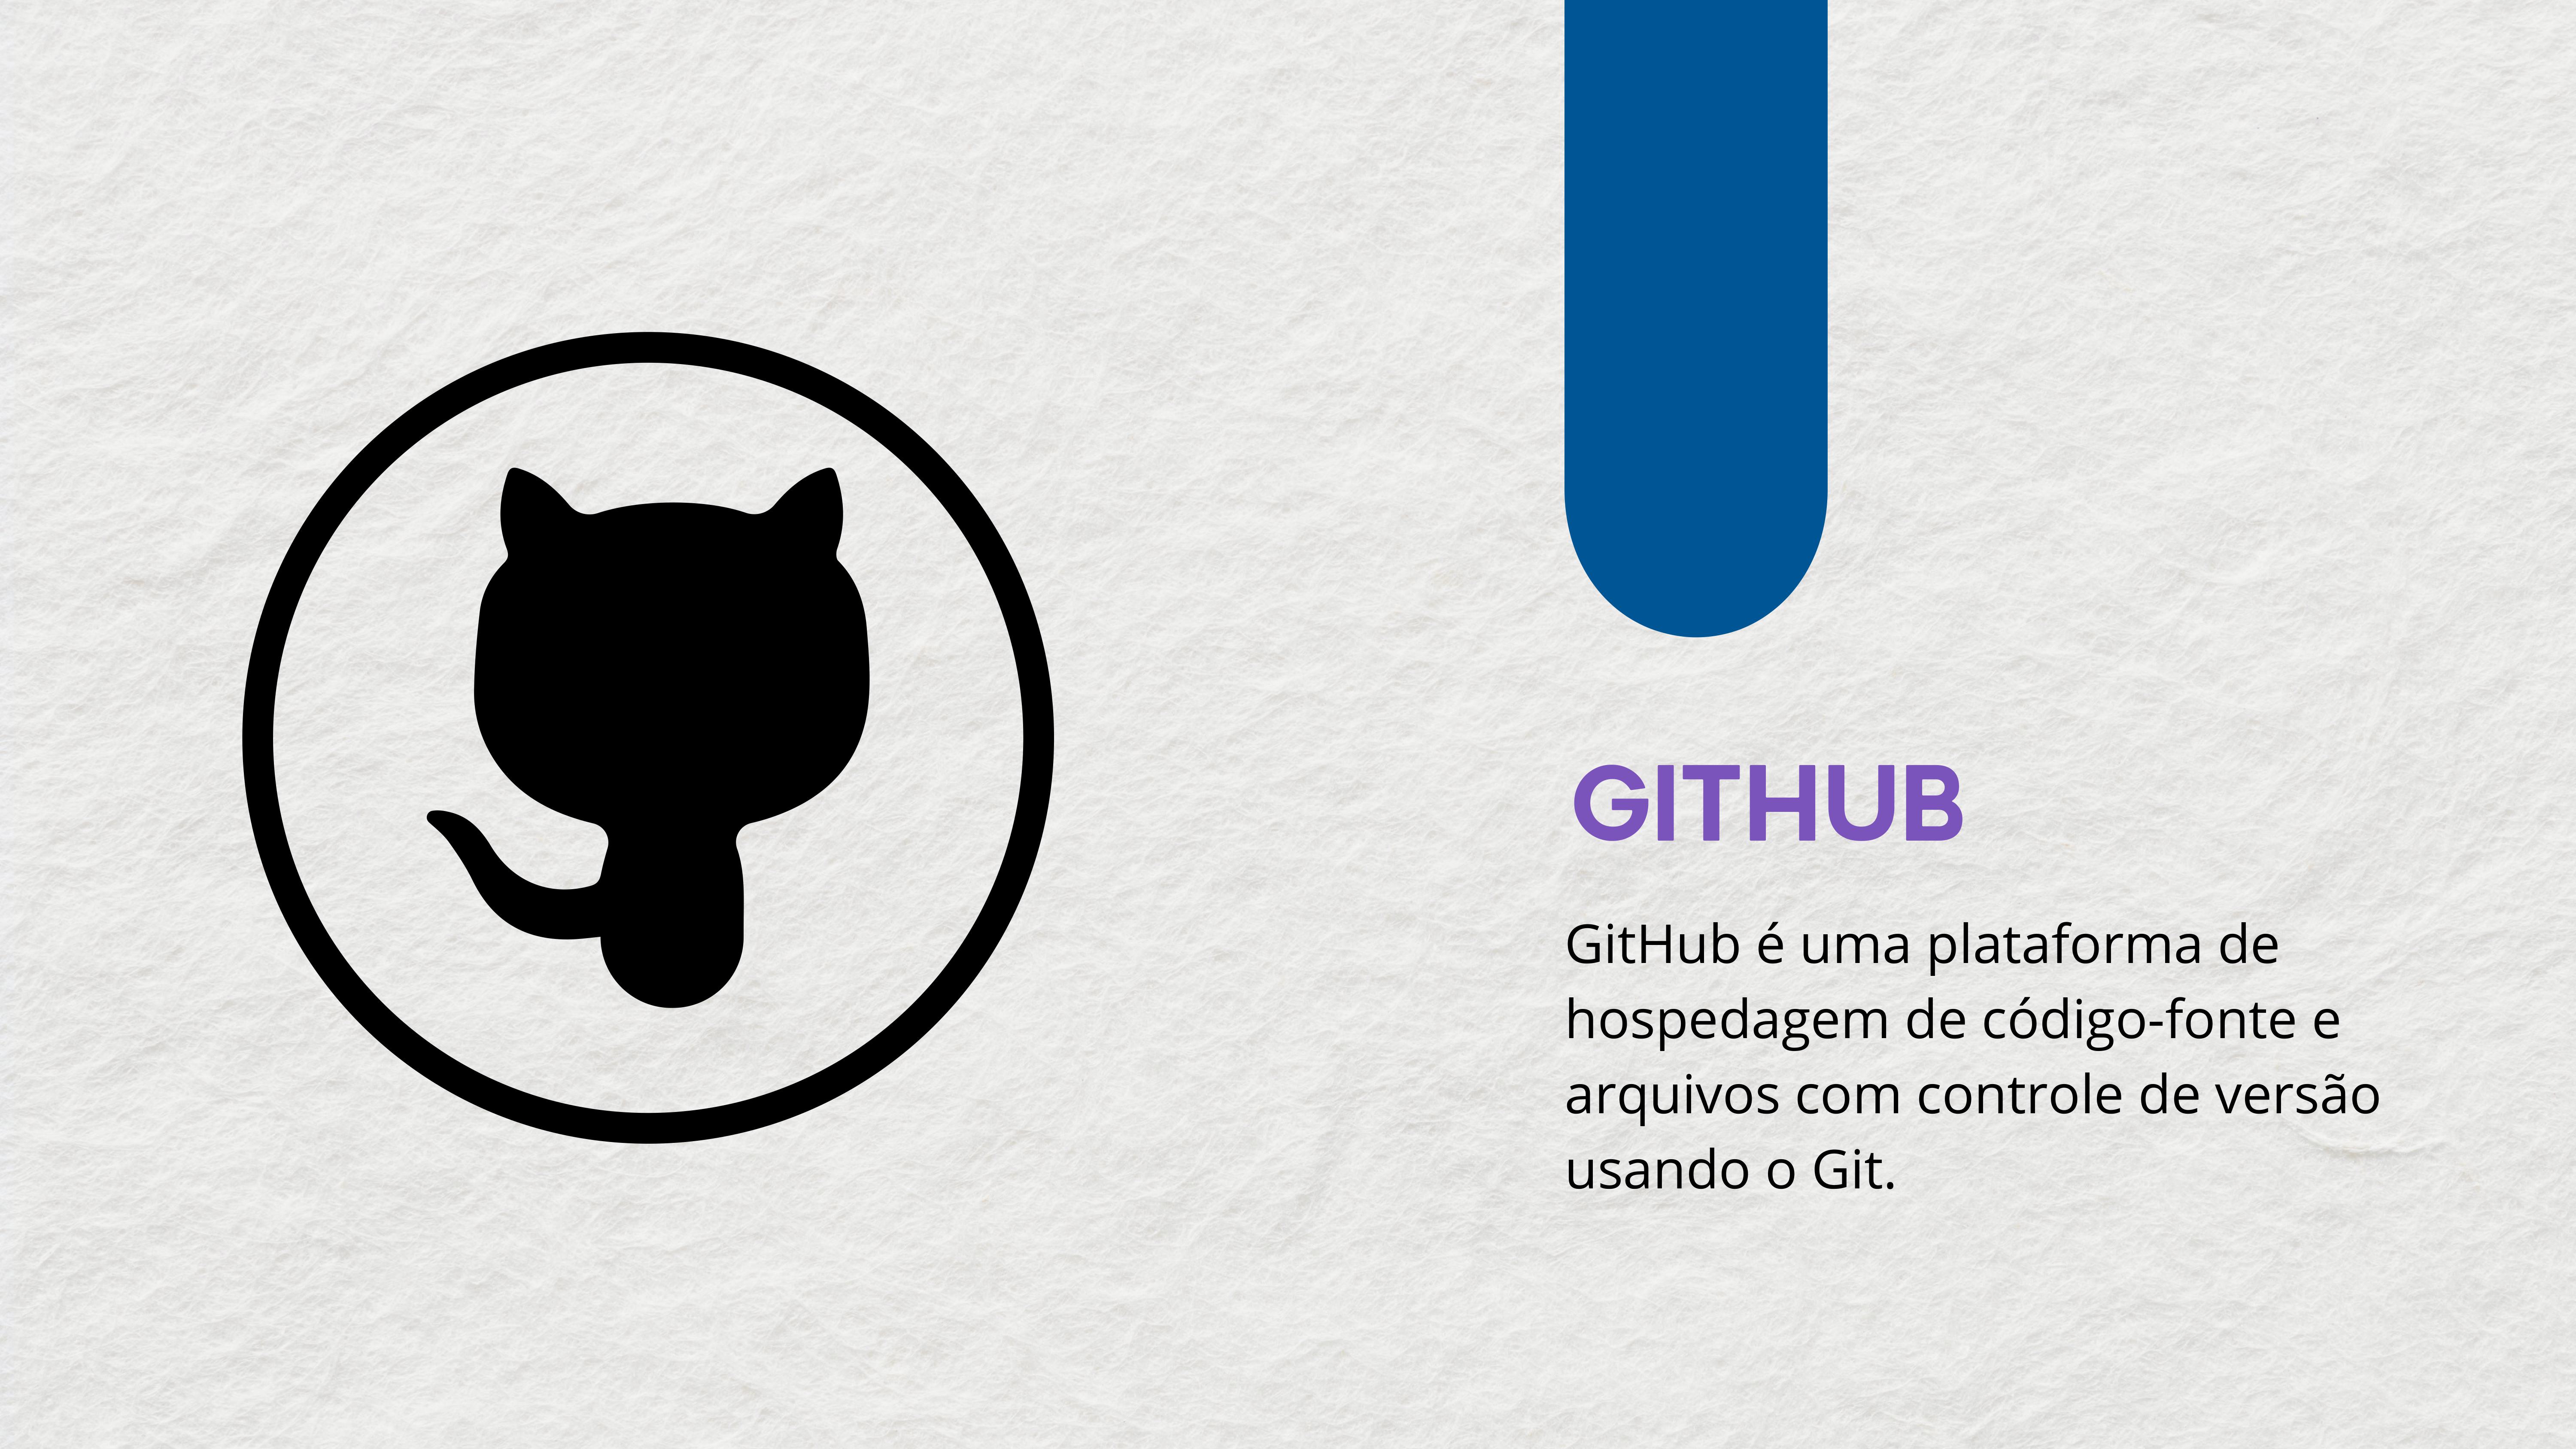 GITHUB
GitHub é uma plataforma de
hospedagem de código-fonte e
arquivos com controle de versão
usando o Git.